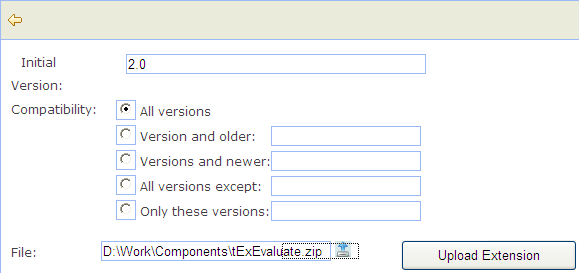 Initial Version: 2.0
Compatibility:
All versions
Version and older:
Versions and newer:
All versions except:
Only these versions:
File: D:\Work\Components\tExEvaluate.zip
Upload Extension